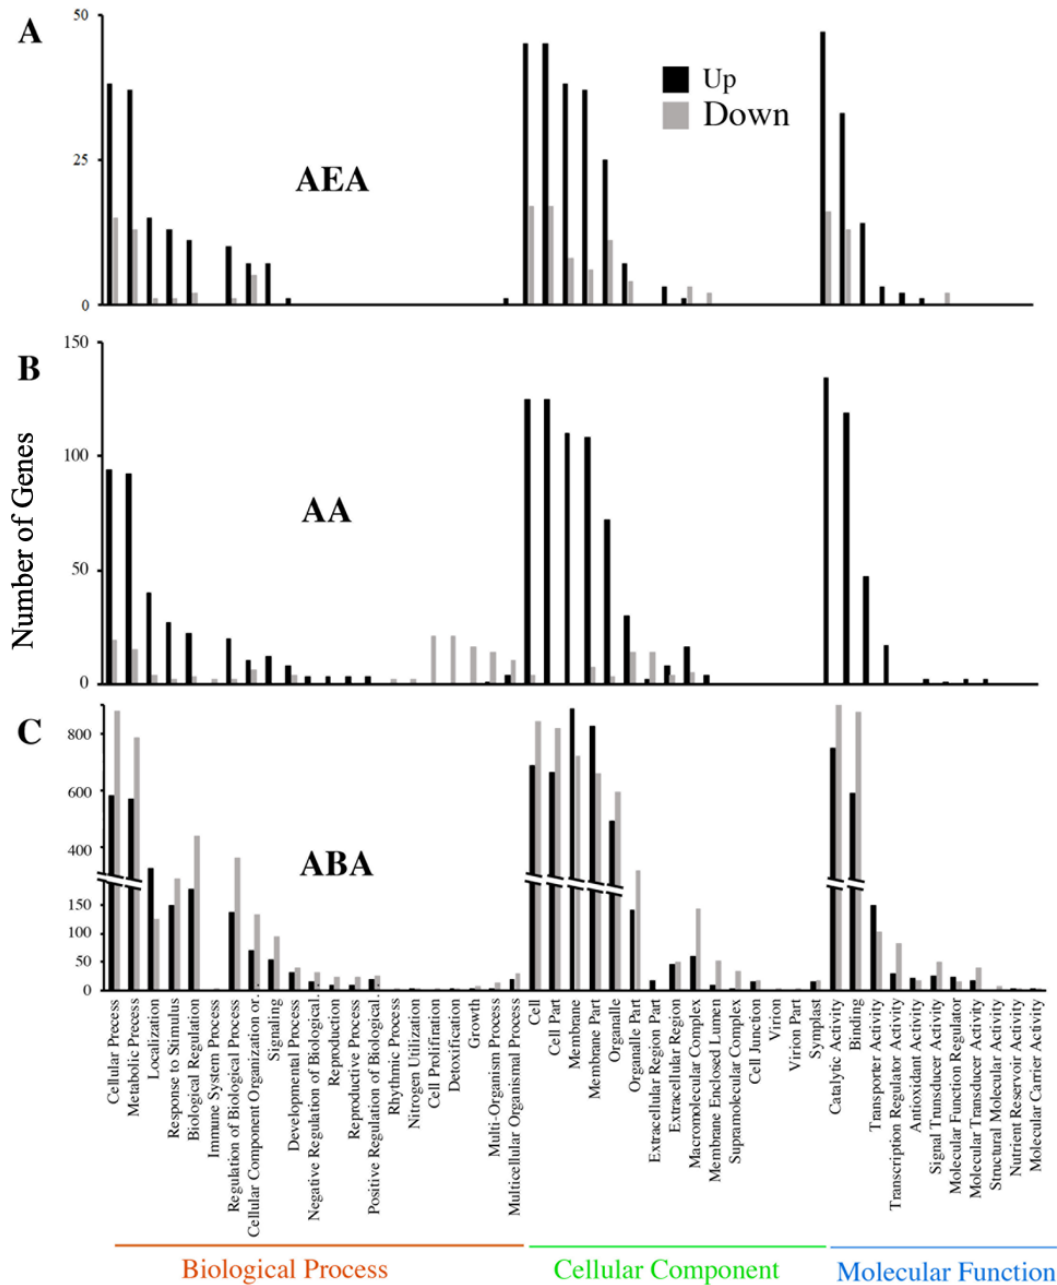 A
50
25
0
AEA
Up
Down
B
150
100
50
0
AA
Number of Genes
C
800
600
400
150
100
50
0
ABA
Cellular Precess
Metabolic Precess
Localization
Response to Stimulus
Biological Regulation
Immune System Process
Regulation of Biological Process
Cellular Component Organization or.
Signaling
Developmental Process
Negative Regulation of Biological.
Reproduction
Reproductive Process
Positive Regulation of Biological.
Rhythmic Process
Nitrogen Utilization
Cell Proliferation
Detoxification
Growth
Multi-Organism Process
Multicellular Organismal Process
Cell
Cell Part
Membrane
Membrane Part
Organalle
Organlle Part
Extracellular Region Part
Extracellular Region
Macromolecular Complex
Membrane Enclosed Lumen
Supramolecular Complex
Cell Junction
Virion
Virion Part
Symplast
Catalytic Activity
Binding
Transporter Activity
Transcription Regulator Activity
Antioxidant Activity
Signal Transducer Activity
Molecular Function Regulator
Molecular Transducer Activity
Structural Molecular Activity
Nutrient Reservoir Activity
Molecular Carrier Activity
Biological Process
Cellular Component
Molecular Function